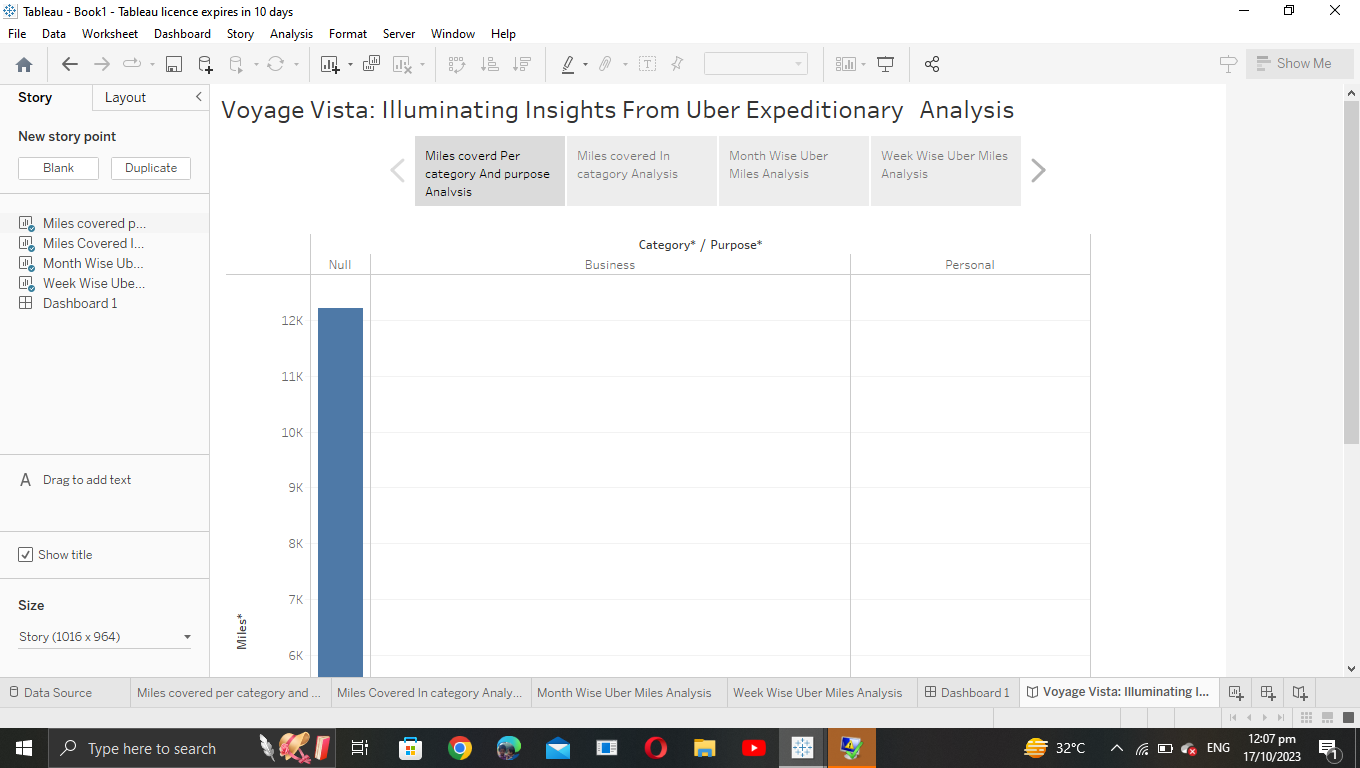 Tableau - Book1 - Tableau licence expires in 10 days
File Data Worksheet Dashboard Story Analysis Format Server Window Help
Show Me
Story Layout
New story point
Blank Duplicate
Miles covered p...
Miles Covered I...
Month Wise Ub...
Week Wise Ube...
Dashboard 1
A Drag to add text
Show title
Size
Story (1016 x 964)
Voyage Vista: Illuminating Insights From Uber Expeditionary Analysis
Miles coverd Per
category And purpose
Analysis
Miles covered In
catagory Analysis
Month Wise Uber
Miles Analysis
Week Wise Uber Miles
Analysis
Category* / Purpose*
Null Business Personal
12K
11K
10K
9K
8K
7K
6K
Miles*
Data Source Miles covered per category and ... Miles Covered In category Analy... Month Wise Uber Miles Analysis Week Wise Uber Miles Analysis Dashboard 1 Voyage Vista: Illuminating I...
Type here to search
32°C
ENG
12:07 pm
17/10/2023
1